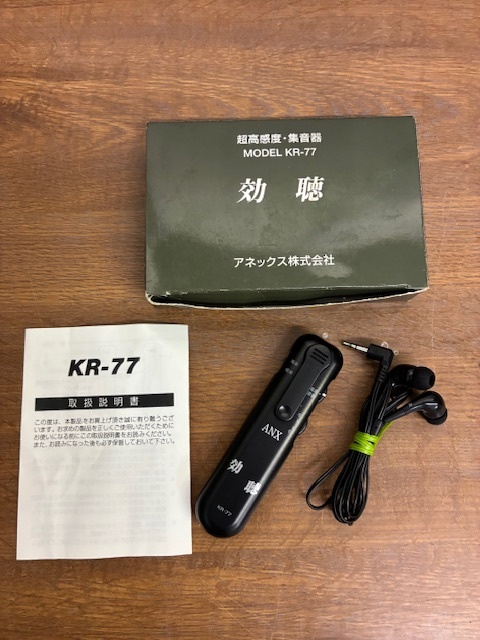 超高感度・集音器
MODEL KR-77
効 聴
アネックス株式会社
KR-77
取扱説明書
この度は、本製品をお買上げ頂き誠に有り難うござ
います。お求めの製品を正しくご使用いただくために
お使いになる前にこの取扱説明書をお読みください。
また、お読みになった後も必ず保管しておいて下さい。
ANX
効聴
KR-77